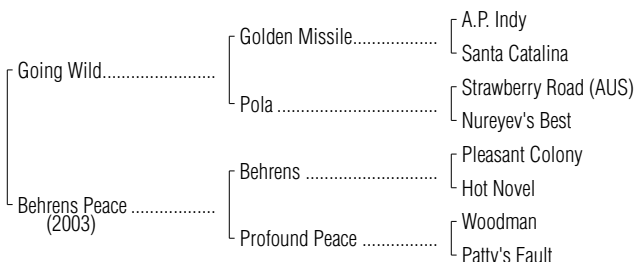 A.P. Indy
Golden Missile..................
Santa Catalina
Going Wild........................
Strawberry Road (AUS)
Pola ..................................
Nureyev's Best
Pleasant Colony
Behrens ............................
Hot Novel
Behrens Peace ..................
(2003)
Woodman
Profound Peace ................
Patty's Fault